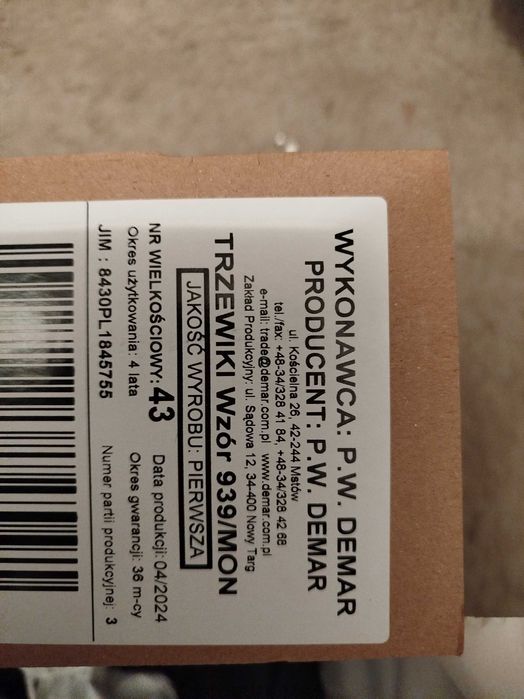 WYKONAWCA: P.W. DEMAR
PRODUCENT: P.W. DEMAR
ul. Kościelna 26, 42-244 Mstów
tel./fax: +48-34/328 41 84, +48-34/328 42 68
e-mail: trade@demar.com.pl www.demar.com.pl
Zakład Produkcyjny: ul. Sądowa 12, 34-400 Nowy Targ
TRZEWIKI Wzór 939/MON
JAKOŚĆ WYROBU: PIERWSZA
NR WIELKOŚCIOWY: 43 Data produkcji: 04/2024
Okres użytkowania: 4 lata Okres gwarancji: 36 m-cy
JIM : 8430PL1845755 Numer partii produkcyjnej: 3